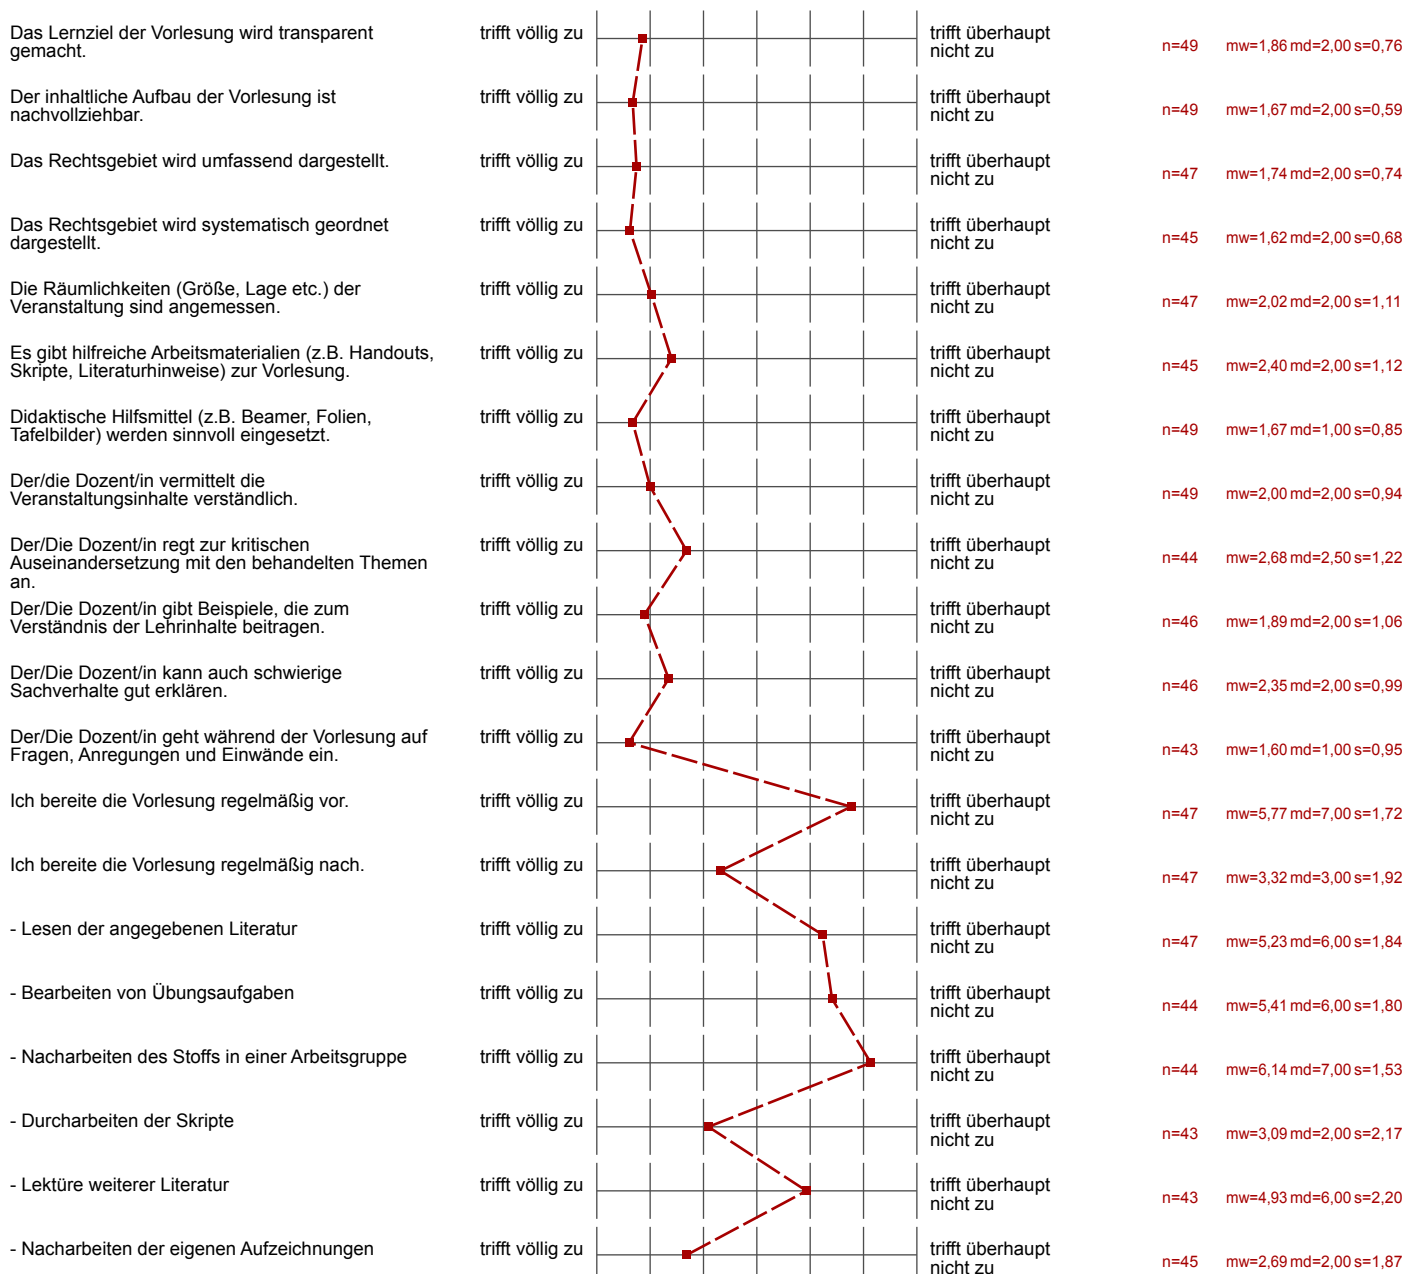 Das Lernziel der Vorlesung wird transparent
gemacht.
trifft völlig zu
trifft überhaupt
nicht zu
n=49 mw=1,86 md=2,00 s=0,76
Der inhaltliche Aufbau der Vorlesung ist
nachvollziehbar.
trifft völlig zu
trifft überhaupt
nicht zu
n=49 mw=1,67 md=2,00 s=0,59
Das Rechtsgebiet wird umfassend dargestellt.
trifft völlig zu
trifft überhaupt
nicht zu
n=47 mw=1,74 md=2,00 s=0,74
Das Rechtsgebiet wird systematisch geordnet
dargestellt.
trifft völlig zu
trifft überhaupt
nicht zu
n=45 mw=1,62 md=2,00 s=0,68
Die Räumlichkeiten (Größe, Lage etc.) der
Veranstaltung sind angemessen.
trifft völlig zu
trifft überhaupt
nicht zu
n=47 mw=2,02 md=2,00 s=1,11
Es gibt hilfreiche Arbeitsmaterialien (z.B. Handouts,
Skripte, Literaturhinweise) zur Vorlesung.
trifft völlig zu
trifft überhaupt
nicht zu
n=45 mw=2,40 md=2,00 s=1,12
Didaktische Hilfsmittel (z.B. Beamer, Folien,
Tafelbilder) werden sinnvoll eingesetzt.
trifft völlig zu
trifft überhaupt
nicht zu
n=49 mw=1,67 md=1,00 s=0,85
Der/die Dozent/in vermittelt die
Veranstaltungsinhalte verständlich.
trifft völlig zu
trifft überhaupt
nicht zu
n=49 mw=2,00 md=2,00 s=0,94
Der/Die Dozent/in regt zur kritischen
Auseinandersetzung mit den behandelten Themen
an.
trifft völlig zu
trifft überhaupt
nicht zu
n=44 mw=2,68 md=2,50 s=1,22
Der/Die Dozent/in gibt Beispiele, die zum
Verständnis der Lehrinhalte beitragen.
trifft völlig zu
trifft überhaupt
nicht zu
n=46 mw=1,89 md=2,00 s=1,06
Der/Die Dozent/in kann auch schwierige
Sachverhalte gut erklären.
trifft völlig zu
trifft überhaupt
nicht zu
n=46 mw=2,35 md=2,00 s=0,99
Der/Die Dozent/in geht während der Vorlesung auf
Fragen, Anregungen und Einwände ein.
trifft völlig zu
trifft überhaupt
nicht zu
n=43 mw=1,60 md=1,00 s=0,95
Ich bereite die Vorlesung regelmäßig vor.
trifft völlig zu
trifft überhaupt
nicht zu
n=47 mw=5,77 md=7,00 s=1,72
Ich bereite die Vorlesung regelmäßig nach.
trifft völlig zu
trifft überhaupt
nicht zu
n=47 mw=3,32 md=3,00 s=1,92
- Lesen der angegebenen Literatur
trifft völlig zu
trifft überhaupt
nicht zu
n=47 mw=5,23 md=6,00 s=1,84
- Bearbeiten von Übungsaufgaben
trifft völlig zu
trifft überhaupt
nicht zu
n=44 mw=5,41 md=6,00 s=1,80
- Nacharbeiten des Stoffs in einer Arbeitsgruppe
trifft völlig zu
trifft überhaupt
nicht zu
n=44 mw=6,14 md=7,00 s=1,53
- Durcharbeiten der Skripte
trifft völlig zu
trifft überhaupt
nicht zu
n=43 mw=3,09 md=2,00 s=2,17
- Lektüre weiterer Literatur
trifft völlig zu
trifft überhaupt
nicht zu
n=43 mw=4,93 md=6,00 s=2,20
- Nacharbeiten der eigenen Aufzeichnungen
trifft völlig zu
trifft überhaupt
nicht zu
n=45 mw=2,69 md=2,00 s=1,87